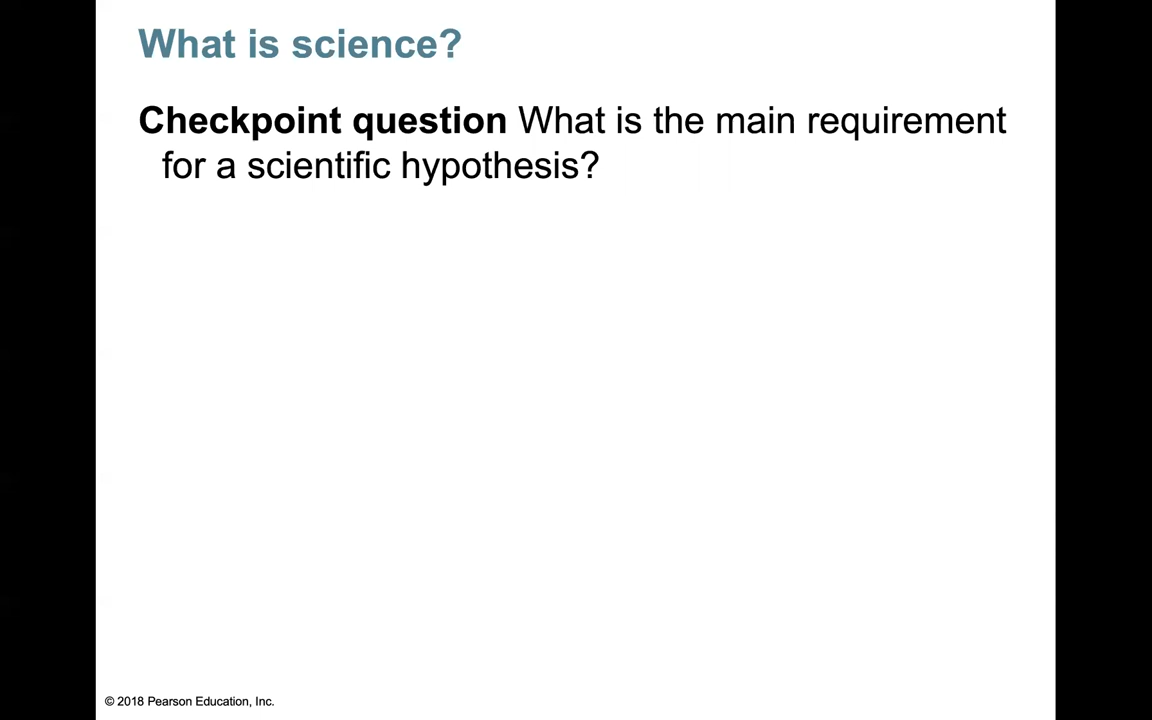 What is science?
Checkpoint question What is the main requirement
for a scientific hypothesis?
© 2018 Pearson Education, Inc.